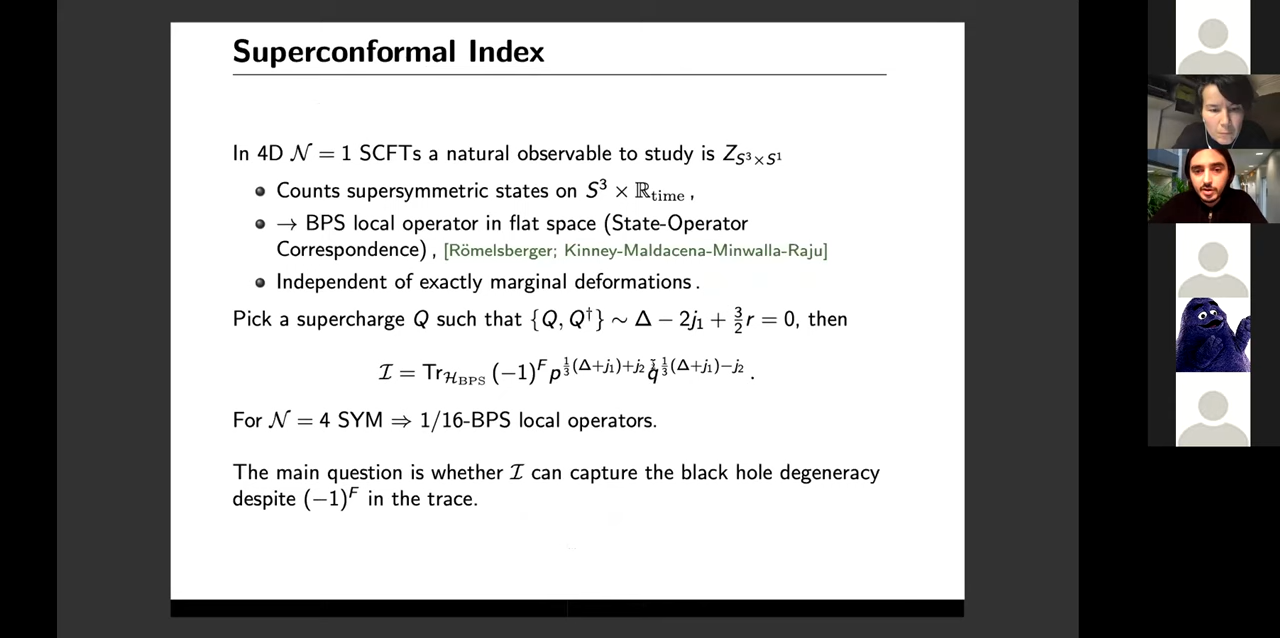 Superconformal Index
In 4D 𝒩 = 1 SCFTs a natural observable to study is Z_{S³×S¹}
• Counts supersymmetric states on S³ × ℝ_time ,
• → BPS local operator in flat space (State-Operator
Correspondence) , [Römelsberger; Kinney-Maldacena-Minwalla-Raju]
• Independent of exactly marginal deformations .
Pick a supercharge Q such that {Q, Q†} ∼ Δ − 2j₁ + 3/2 r = 0, then
ℐ = Tr_{ℋ_BPS} (−1)^F p^{1/3(Δ+j₁)+j₂} q^{1/3(Δ+j₁)−j₂} .
For 𝒩 = 4 SYM ⇒ 1/16-BPS local operators.
The main question is whether ℐ can capture the black hole degeneracy
despite (−1)^F in the trace.